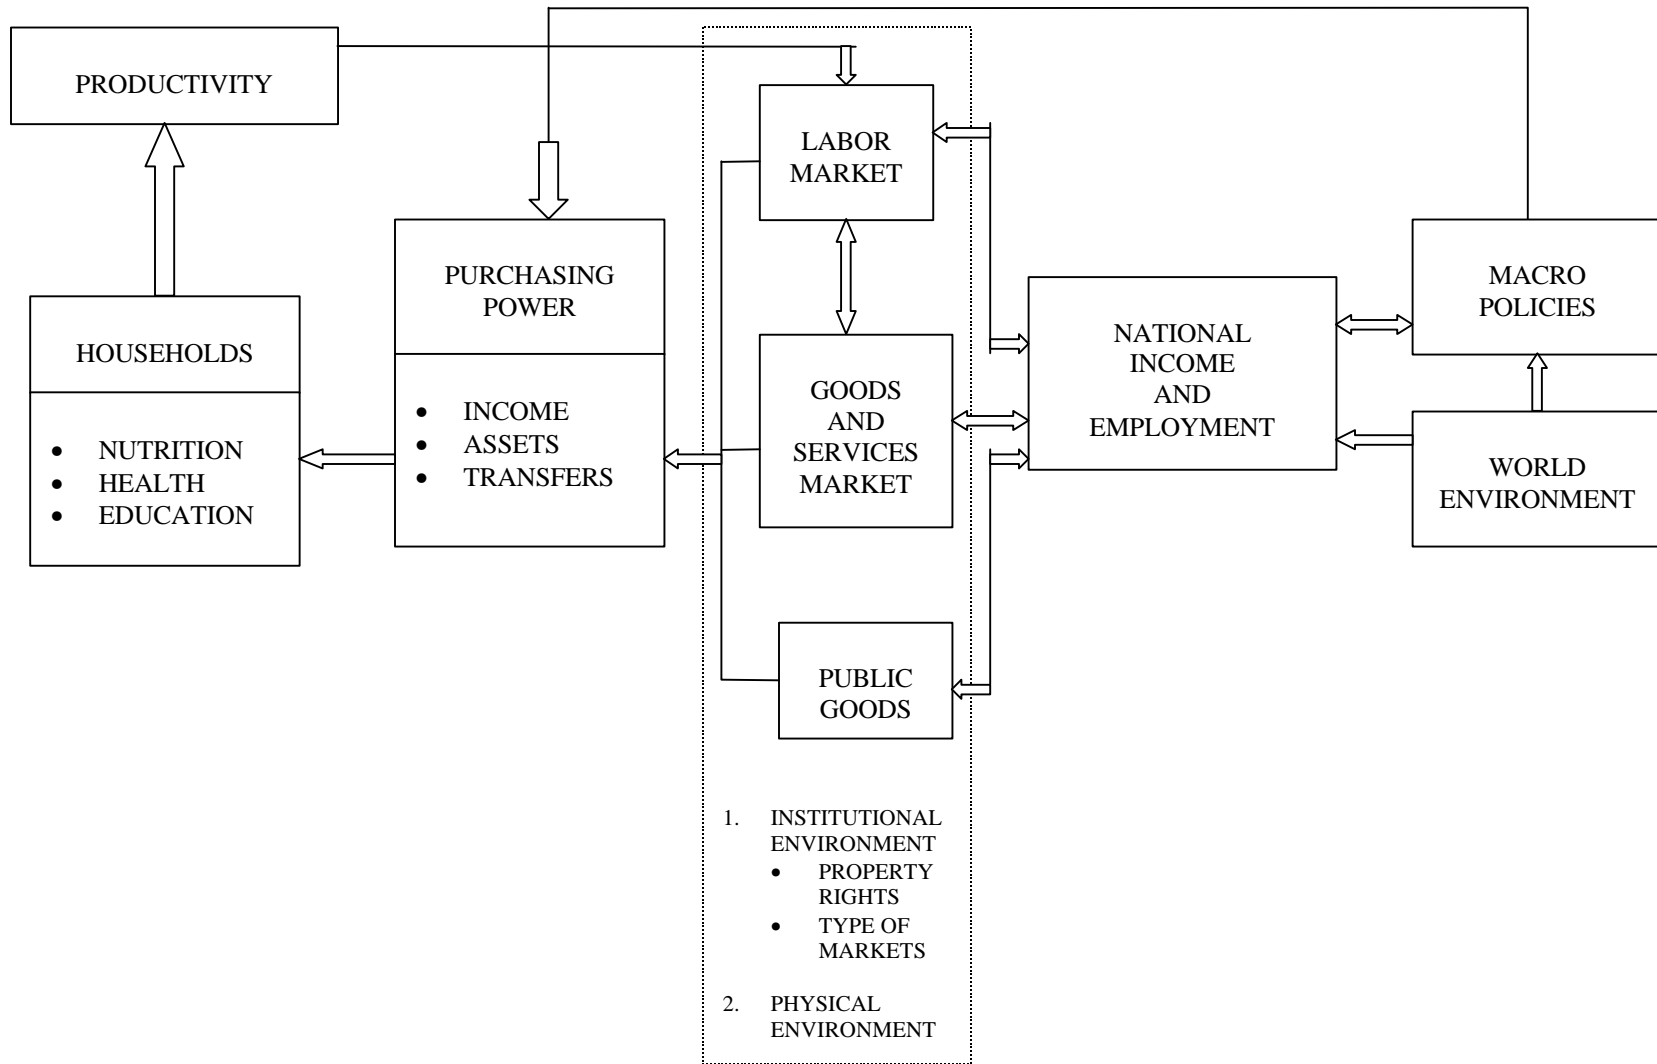 PRODUCTIVITY
HOUSEHOLDS
• NUTRITION
• HEALTH
• EDUCATION
PURCHASING
POWER
• INCOME
• ASSETS
• TRANSFERS
LABOR
MARKET
GOODS
AND
SERVICES
MARKET
PUBLIC
GOODS
1. INSTITUTIONAL
ENVIRONMENT
• PROPERTY
RIGHTS
• TYPE OF
MARKETS
2. PHYSICAL
ENVIRONMENT
NATIONAL
INCOME
AND
EMPLOYMENT
MACRO
POLICIES
WORLD
ENVIRONMENT